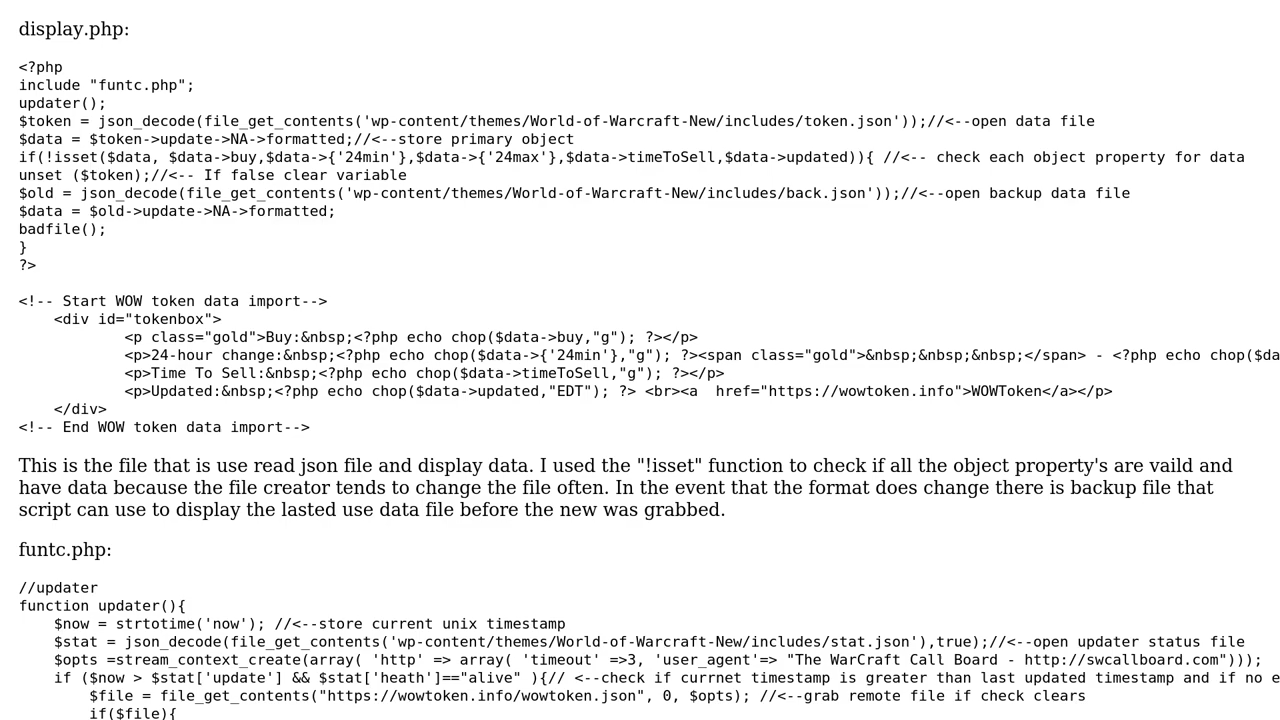 display.php:
<?php
include "funtc.php";
updater();
$token = json_decode(file_get_contents('wp-content/themes/World-of-Warcraft-New/includes/token.json'));//<--open data file
$data = $token->update->NA->formatted;//<--store primary object
if(!isset($data, $data->buy,$data->{'24min'},$data->{'24max'},$data->timeToSell,$data->updated)){ //<-- check each object property for data
unset ($token);//<-- If false clear variable
$old = json_decode(file_get_contents('wp-content/themes/World-of-Warcraft-New/includes/back.json'));//<--open backup data file
$data = $old->update->NA->formatted;
badfile();
}
?>
<!-- Start WOW token data import-->
<div id="tokenbox">
<p class="gold">Buy:&nbsp;<?php echo chop($data->buy,"g"); ?></p>
<p>24-hour change:&nbsp;<?php echo chop($data->{'24min'},"g"); ?><span class="gold">&nbsp;&nbsp;&nbsp;</span> - <?php echo chop($da
<p>Time To Sell:&nbsp;<?php echo chop($data->timeToSell,"g"); ?></p>
<p>Updated:&nbsp;<?php echo chop($data->updated,"EDT"); ?> <br><a  href="https://wowtoken.info">WOWToken</a></p>
</div>
<!-- End WOW token data import-->
This is the file that is use read json file and display data. I used the "!isset" function to check if all the object property's are vaild and
have data because the file creator tends to change the file often. In the event that the format does change there is backup file that
script can use to display the lasted use data file before the new was grabbed.
funtc.php:
//updater
function updater(){
$now = strtotime('now'); //<--store current unix timestamp
$stat = json_decode(file_get_contents('wp-content/themes/World-of-Warcraft-New/includes/stat.json'),true);//<--open updater status file
$opts =stream_context_create(array( 'http' => array( 'timeout' =>3, 'user_agent'=> "The WarCraft Call Board - http://swcallboard.com")));
if ($now > $stat['update'] && $stat['heath']=="alive" ){// <--check if currnet timestamp is greater than last updated timestamp and if no e
$file = file_get_contents("https://wowtoken.info/wowtoken.json", 0, $opts); //<--grab remote file if check clears
if($file){